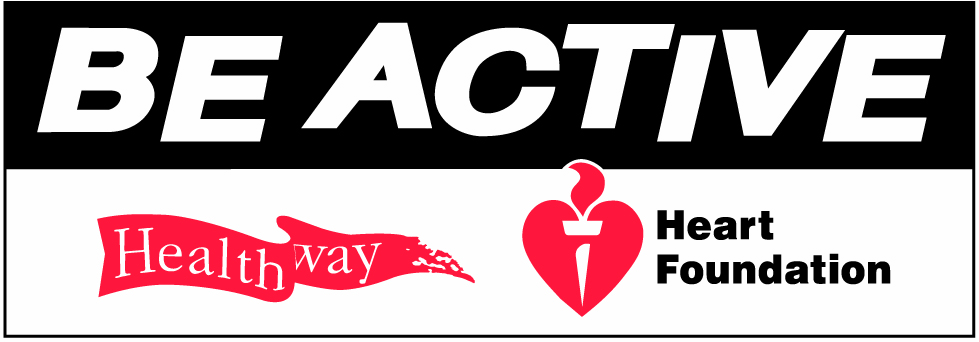 BE ACTIVE
Healthway
Heart
Foundation